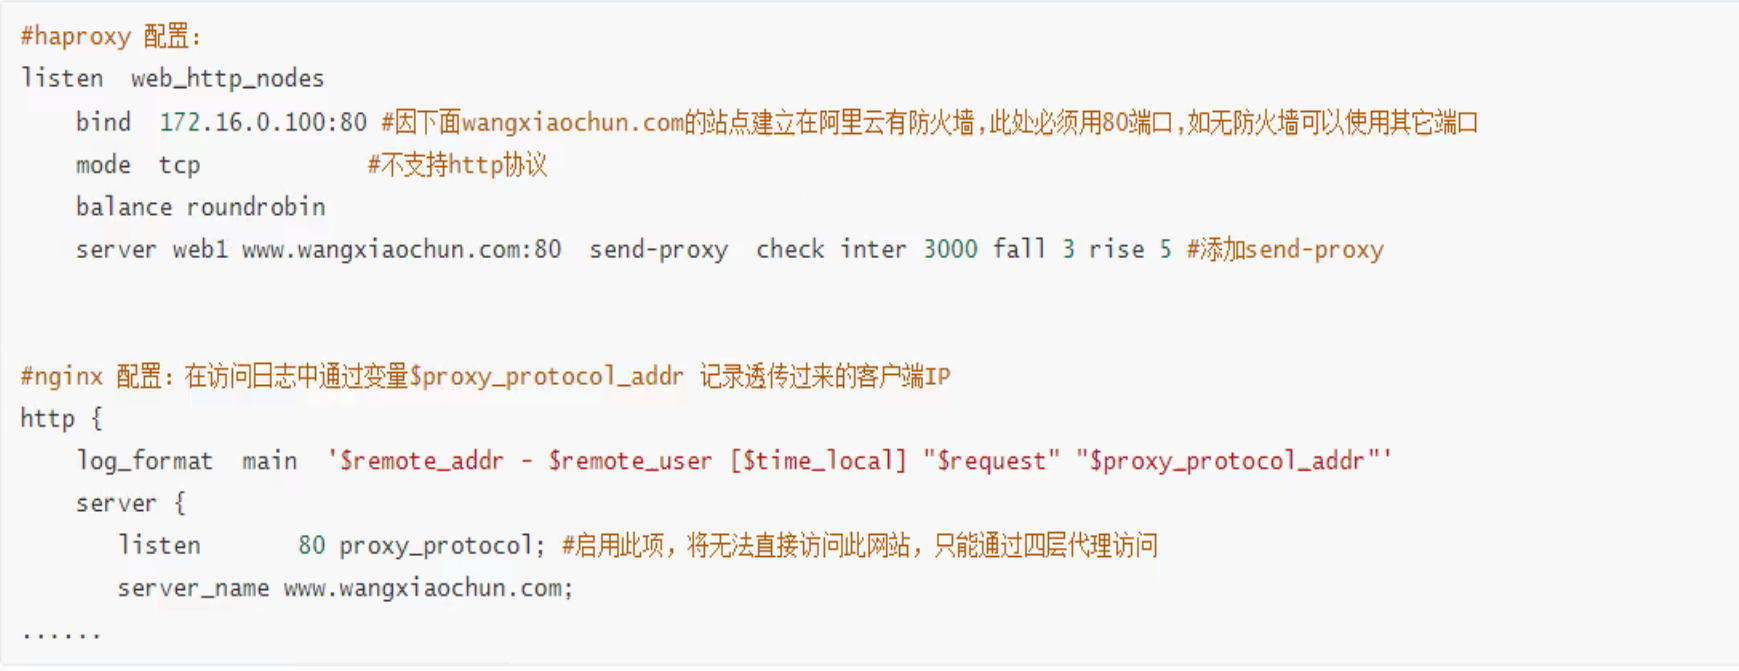 #haproxy 配置：
listen  web_http_nodes
    bind  172.16.0.100:80 #因下面wangxiaochun.com的站点建立在阿里云有防火墙,此处必须用80端口,如无防火墙可以使用其它端口
    mode  tcp            #不支持http协议
    balance roundrobin
    server web1 www.wangxiaochun.com:80  send-proxy  check inter 3000 fall 3 rise 5 #添加send-proxy
#nginx 配置：在访问日志中通过变量$proxy_protocol_addr 记录透传过来的客户端IP
http {
    log_format  main  '$remote_addr - $remote_user [$time_local] "$request" "$proxy_protocol_addr"'
    server {
       listen       80 proxy_protocol; #启用此项，将无法直接访问此网站，只能通过四层代理访问
       server_name www.wangxiaochun.com;
......